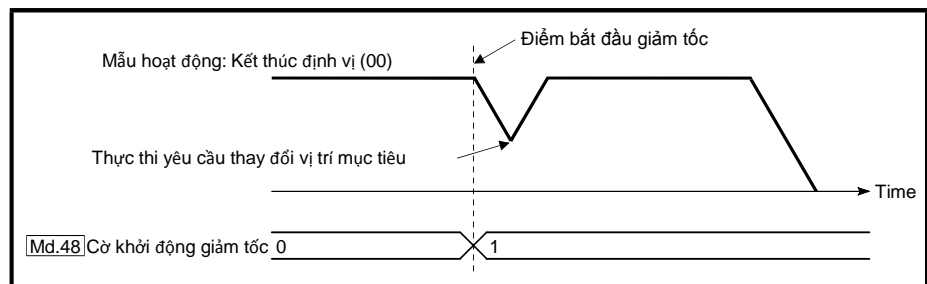 Điểm bắt đầu giảm tốc
Mẫu hoạt động: Kết thúc định vị (00)
Thực thi yêu cầu thay đổi vị trí mục tiêu
Time
Md.48 Cờ khởi động giảm tốc 0 1